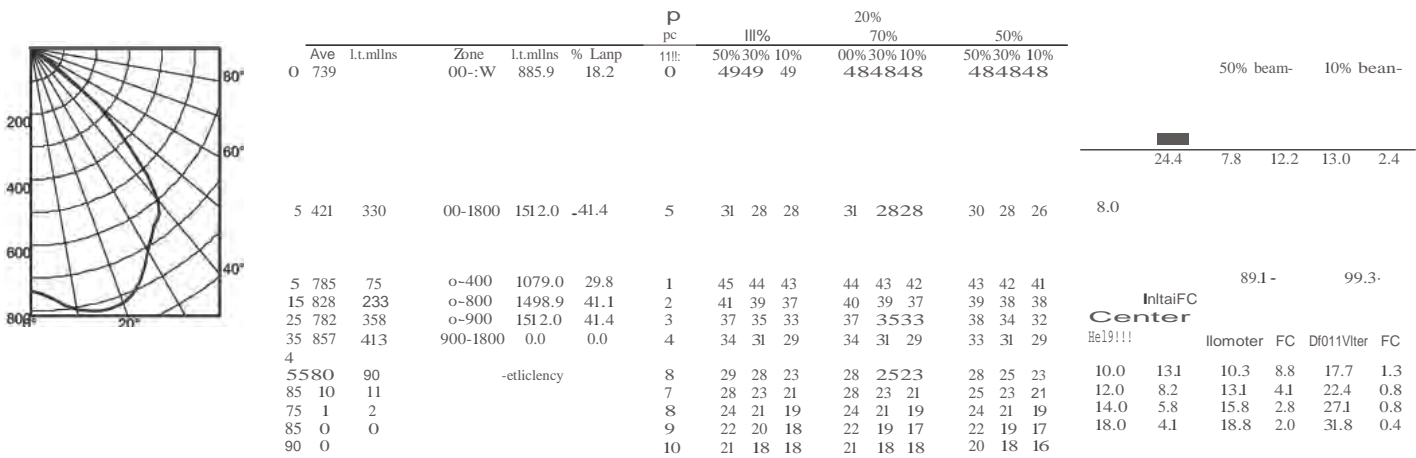 p 20%
pc lll% 70% 50%
Ave l.t.mllns Zone l.t.mllns % Lanp 11!!: 50%30% 10% 00%30%10% 50%30% 10%
O 739 00-:W 885.9 18.2 O 4949 49 484848 484848 50% beam- 10% bean-
80°
200
60°
24.4 7.8 12.2 13.0 2.4
400
5 421 330 00-1800 1512.0 -41.4 5 31 28 28 31 2828 30 28 26 8.0
600
40°
5 785 75 o~400 1079.0 29.8 1 45 44 43 44 43 42 43 42 41 89.1- 99.3·
15 828 233 o~800 1498.9 41.1 2 41 39 37 40 39 37 39 38 38 InltaiFC
25 782 358 o~900 1512.0 41.4 3 37 35 33 37 3533 38 34 32 Center
800 0° 20°
35 857 413 900-1800 0.0 0.0 4 34 31 29 34 31 29 33 31 29 He19!!! llomoter FC Df011Vlter FC
4
5580 90 -etliclency 8 29 28 23 28 2523 28 25 23 10.0 13.1 10.3 8.8 17.7 1.3
85 10 11 7 28 23 21 28 23 21 25 23 21 12.0 8.2 13.1 4.1 22.4 0.8
75 1 2 8 24 21 19 24 21 19 24 21 19 14.0 5.8 15.8 2.8 27.1 0.8
85 0 0 9 22 20 18 22 19 17 22 19 17 18.0 4.1 18.8 2.0 31.8 0.4
90 0 10 21 18 18 21 18 18 20 18 16